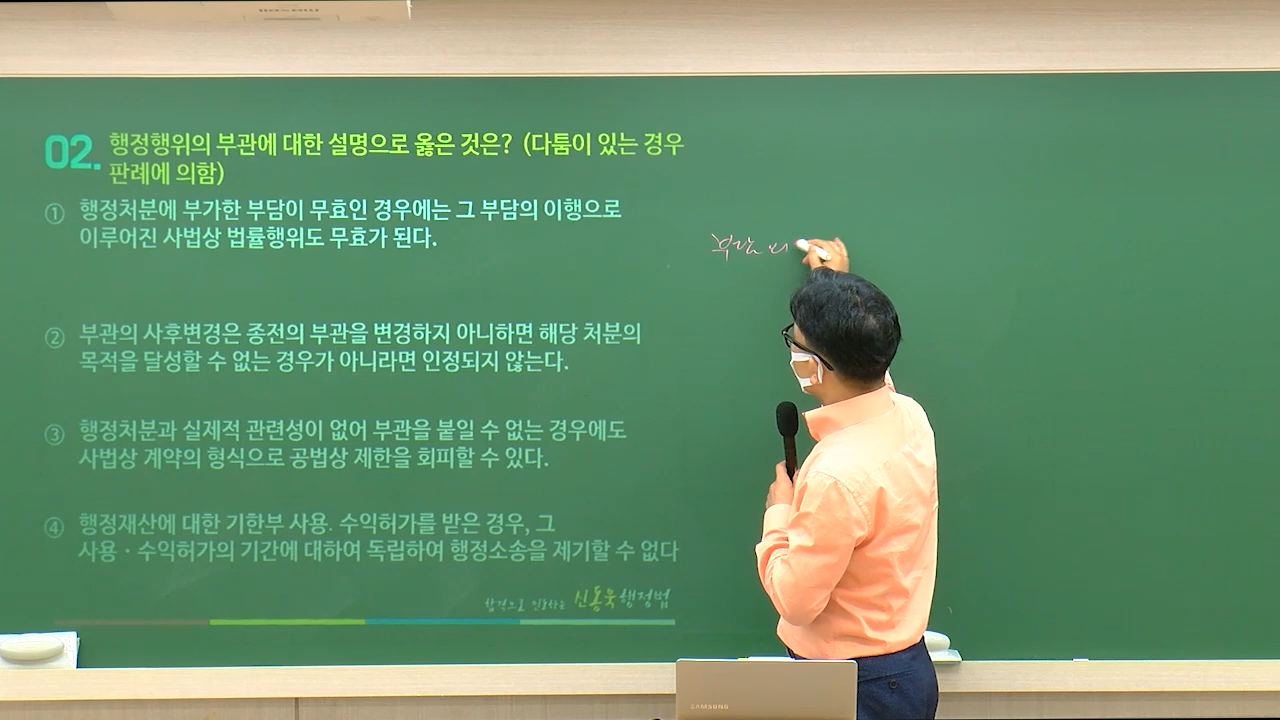 02. 행정행위의 부관에 대한 설명으로 옳은 것은? (다툼이 있는 경우
판례에 의함)
① 행정처분에 부가한 부담이 무효인 경우에는 그 부담의 이행으로
이루어진 사법상 법률행위도 무효가 된다.
부담
② 부관의 사후변경은 종전의 부관을 변경하지 아니하면 해당 처분의
목적을 달성할 수 없는 경우가 아니라면 인정되지 않는다.
③ 행정처분과 실제적 관련성이 없어 부관을 붙일 수 없는 경우에도
사법상 계약의 형식으로 공법상 제한을 회피할 수 있다.
④ 행정재산에 대한 기한부 사용·수익허가를 받은 경우, 그
사용·수익허가의 기간에 대하여 독립하여 행정소송을 제기할 수 없다
합격으로 인도하는 신동욱행정법
SAMSUNG